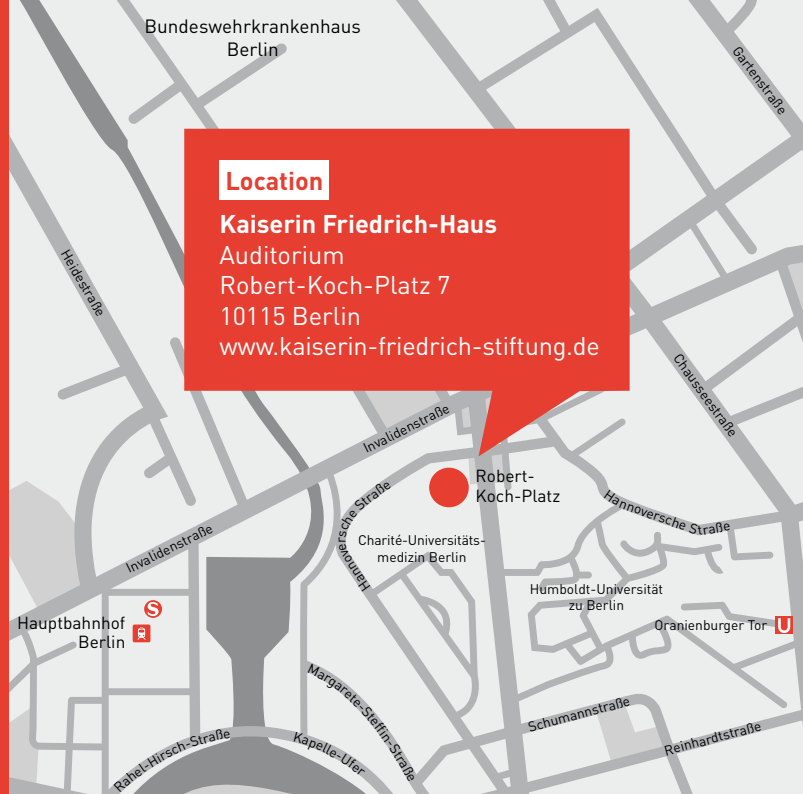 Bundeswehrkrankenhaus
Berlin
Gartenstraße
Location
Kaiserin Friedrich-Haus
Auditorium
Robert-Koch-Platz 7
10115 Berlin
www.kaiserin-friedrich-stiftung.de
Heidestraße
Chausseestraße
Invalidenstraße
Robert-
Koch-Platz
Hannoversche Straße
Hannoversche Straße
Invalidenstraße
Charité-Universitäts-
medizin Berlin
Hannoversche Straße
Humboldt-Universität
zu Berlin
S
Hauptbahnhof
Berlin
Oranienburger Tor U
Margarete-Steffin-Straße
Schumannstraße
Reinhardtstraße
Rahel-Hirsch-Straße
Kapelle-Ufer